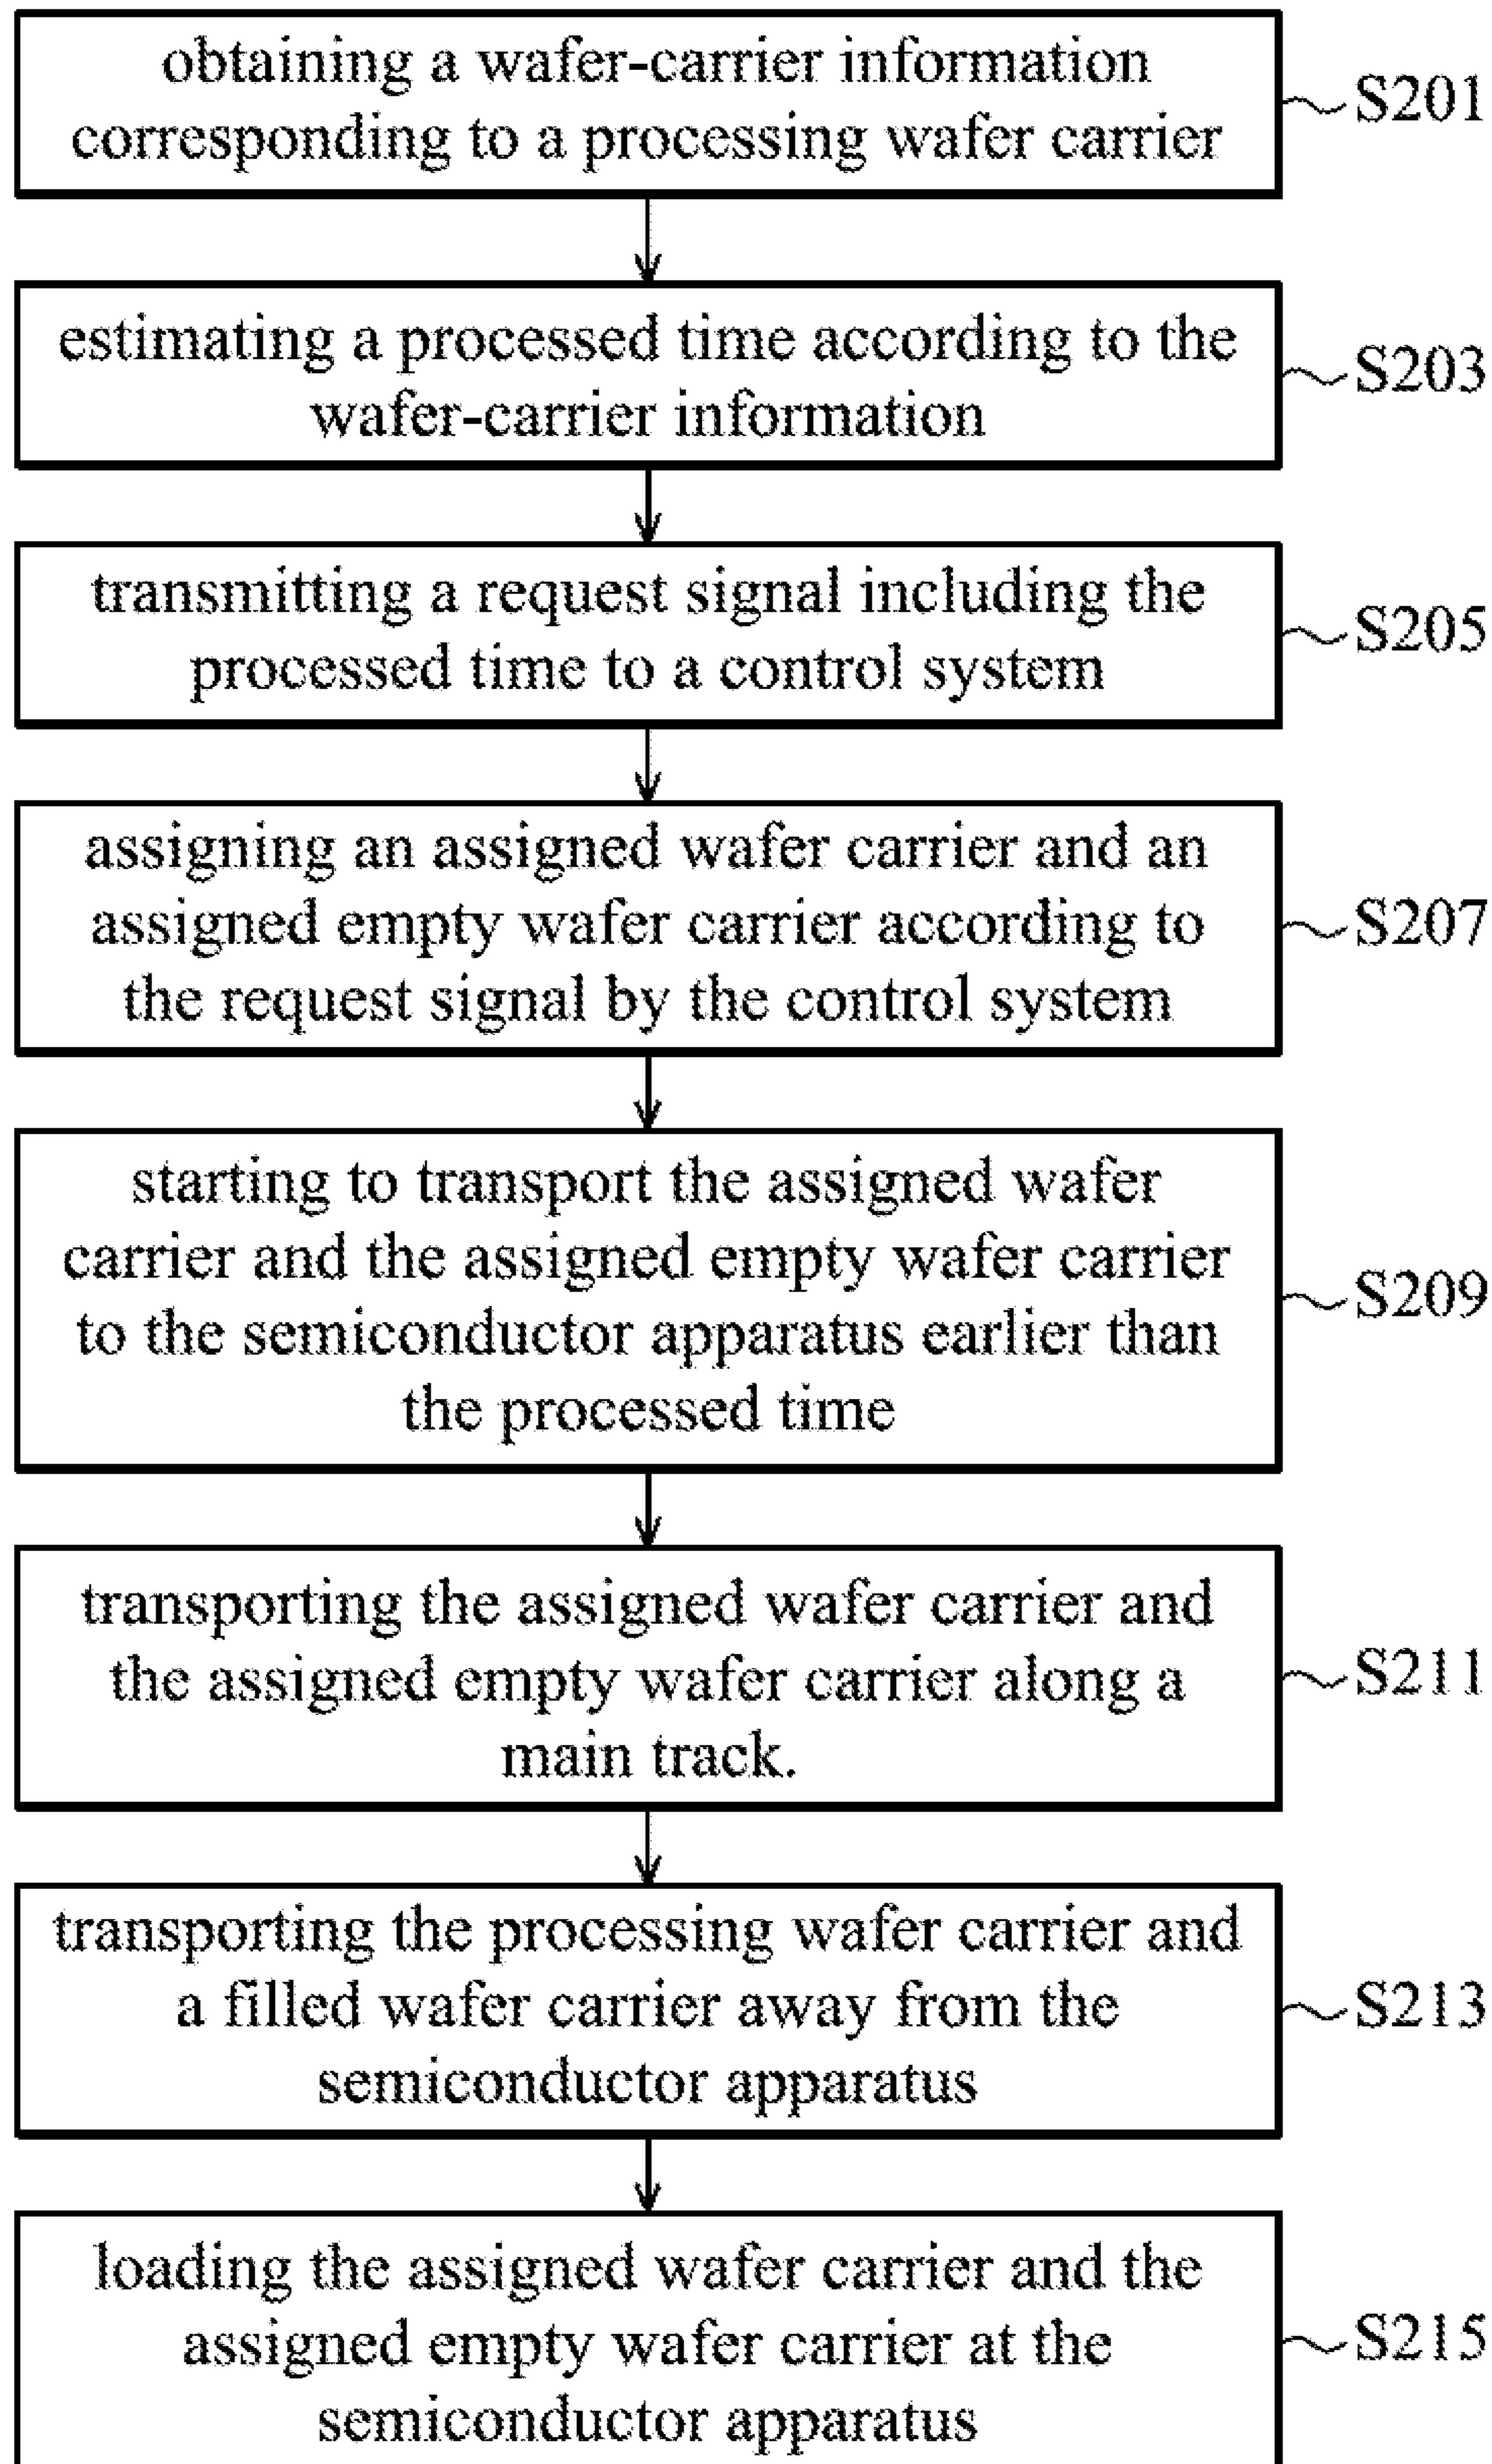 obtaining a wafer-carrier information
corresponding to a processing wafer carrier
S201
estimating a processed time according to the
wafer-carrier information
S203
transmitting a request signal including the
processed time to a control system
S205
assigning an assigned wafer carrier and an
assigned empty wafer carrier according to
the request signal by the control system
S207
starting to transport the assigned wafer
carrier and the assigned empty wafer carrier
to the semiconductor apparatus earlier than
the processed time
S209
transporting the assigned wafer carrier and
the assigned empty wafer carrier along a
main track.
S211
transporting the processing wafer carrier and
a filled wafer carrier away from the
semiconductor apparatus
S213
loading the assigned wafer carrier and the
assigned empty wafer carrier at the
semiconductor apparatus
S215